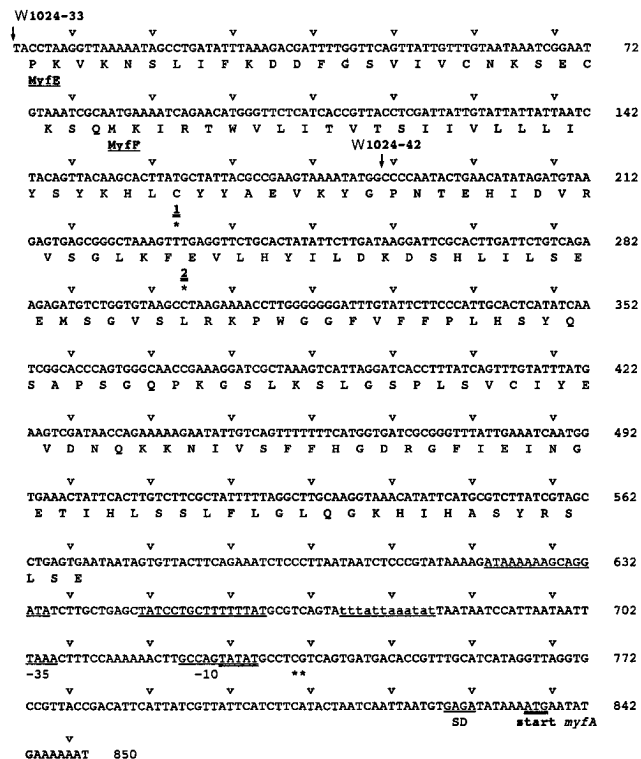 W1024-33
TACCTAAGGTTAAAAATAGCCTGATATTTAAAGACGATTTTGGTTCAGTTATTGTTTGTAATAAATCGGAAT 72
P K V K N S L I F K D D F G S V I V C N K S E C
MyfE
GTAAATCGCAATGAAAATCAGAACATGGGTTCTCATCACCGTTACCTCGATTATTGTATTATTATTAATC 142
K S Q M K I R T W V L I T V T S I I V L L L I
MyfF W1024-42
TACAGTTACAAGCACTTATGCTATTACGCCGAAGTAAAATATGGCCCCAATACTGAACATATAGATGTAA 212
Y S Y K H L C Y Y A E V K Y G P N T E H I D V R
1
*
GAGTGAGCGGGCTAAAGTTTGAGGTTCTGCACTATATTCTTGATAAGGATTCGCACTTGATTCTGTCAGA 282
V S G L K F E V L H Y I L D K D S H L I L S E
2
*
AGAGATGTCTGGTGTAAGCCTAAGAAAACCTTGGGGGGGATTTGTATTCTTCCCATTGCACTCATATCAA 352
E M S G V S L R K P W G G F V F F P L H S Y Q
TCGGCACCCAGTGGGCAACCGAAAGGATCGCTAAAGTCATTAGGATCACCTTTATCAGTTTGTATTTATG 422
S A P S G Q P K G S L K S L G S P L S V C I Y E
AAGTCGATAACCAGAAAAAGAATATTGTCAGTTTTTTTCATGGTGATCGCGGGTTTATTGAAATCAATGG 492
V D N Q K K N I V S F F H G D R G F I E I N G
TGAAACTATTCACTTGTCTTCGCTATTTTTAGGCTTGCAAGGTAAACATATTCATGCGTCTTATCGTAGC 562
E T I H L S S L F L G L Q G K H I H A S Y R S
CTGAGTGAATAATAGTGTTACTTCAGAAATCTCCCTTAATAATCTCCCGTATAAAAGATAAAAAAGCAGG 632
L S E
ATATCTTGCTGAGCTATCCTGCTTTTTTATGCGTCAGTAtttattaaatatTAATAATCCATTAATAATT 702
TAAACTTTCCAAAAAACTTGCCAGTATATGCCTCGTCAGTGATGACACCGTTTGCATCATAGGTTAGGTG 772
-35 -10 **
CCGTTACCGACATTCATTATCGTTATTCATCTTCATACTAATCAATTAATGTGAGATATAAAATGAATAT 842
SD start myfA
GAAAAAAT 850